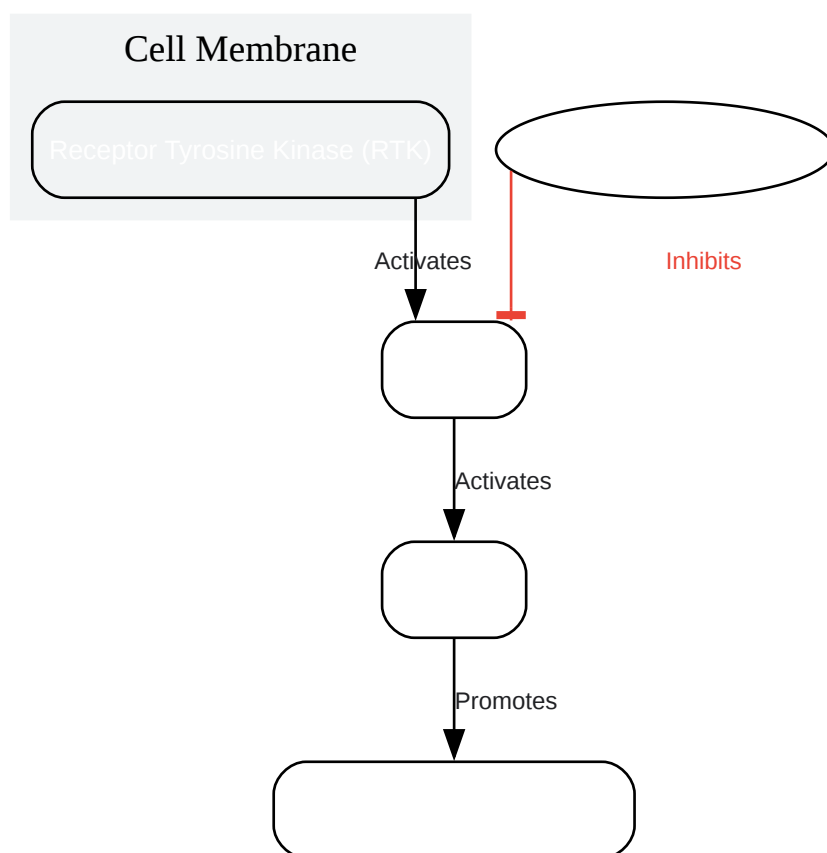 Cell Membrane
Receptor Tyrosine Kinase (RTK)
Activates
Inhibits
Activates
Promotes